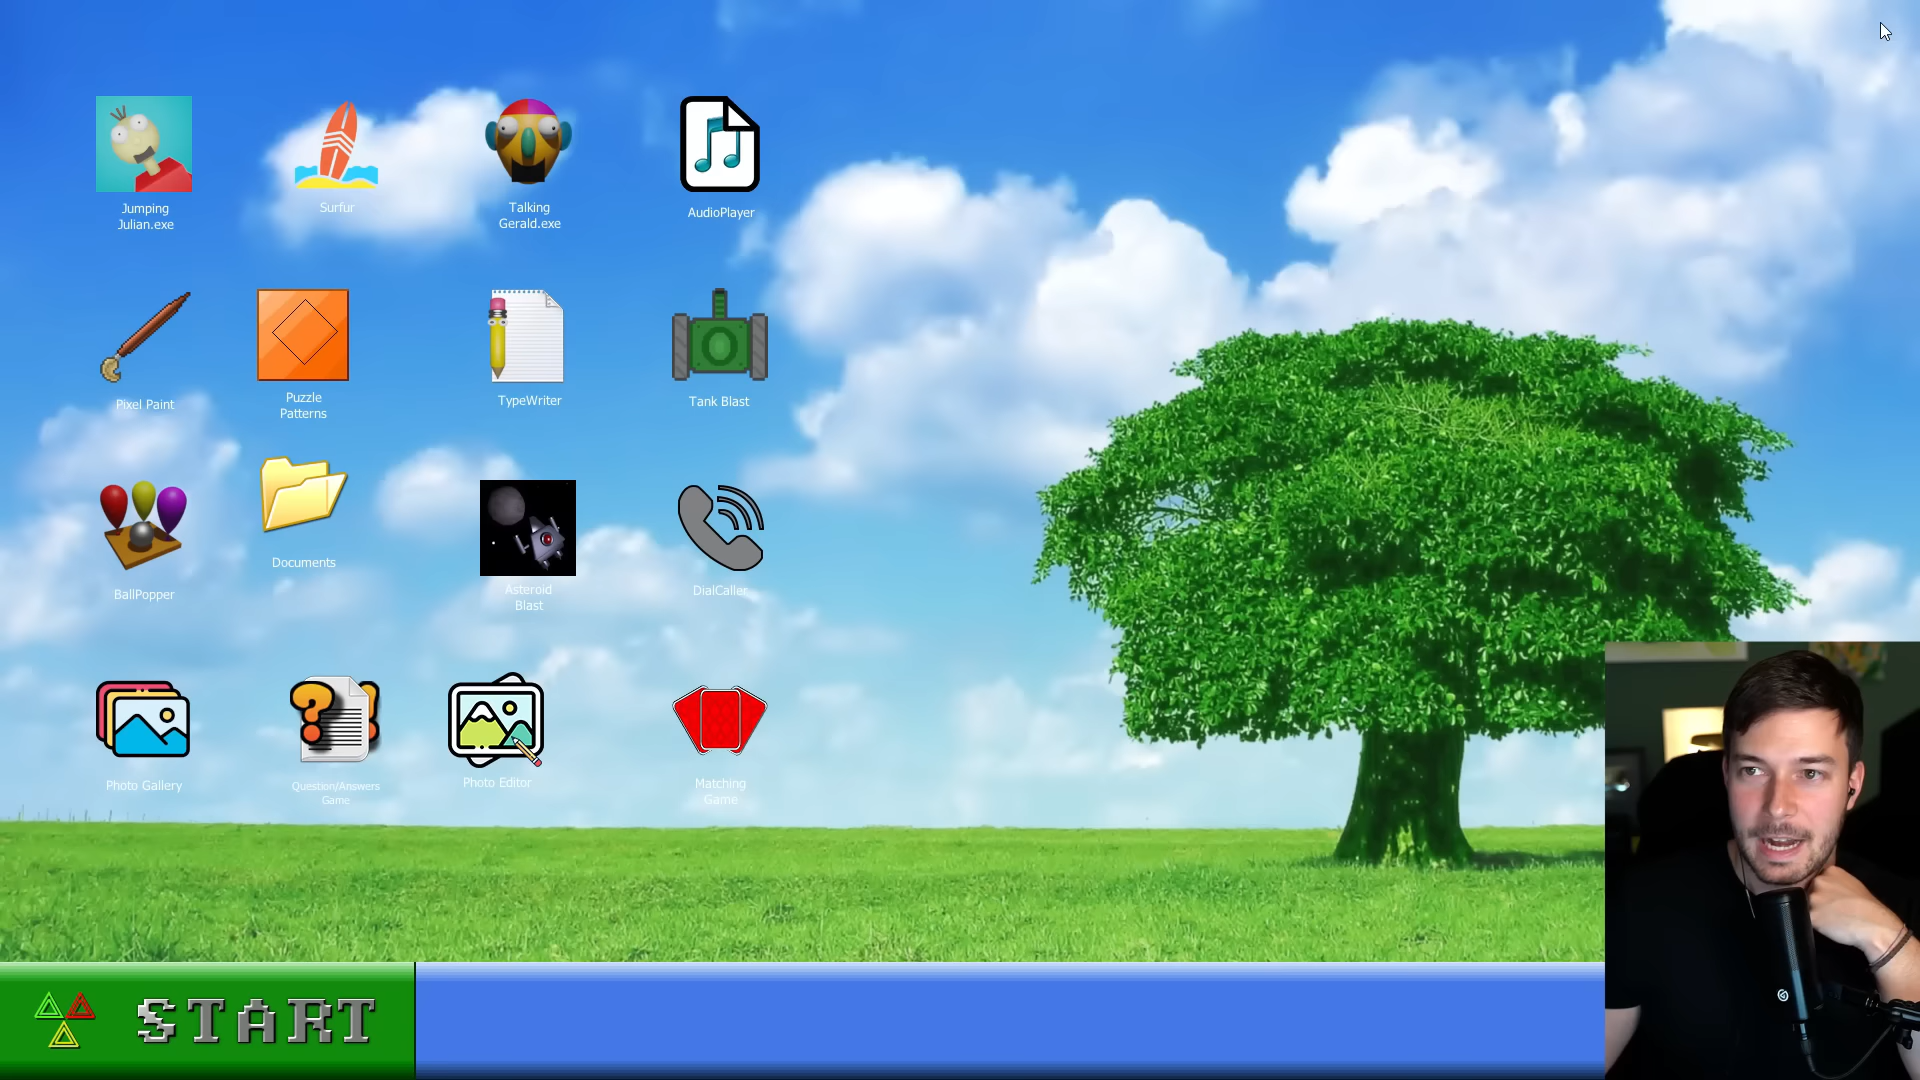 Jumping
Julian.exe
Surfur
Talking
Gerald.exe
AudioPlayer
Pixel Paint
Puzzle
Patterns
TypeWriter
Tank Blast
BallPopper
Documents
Asteroid
Blast
DialCaller
Photo Gallery
Question/Answers
Game
Photo Editor
Matching
Game
START